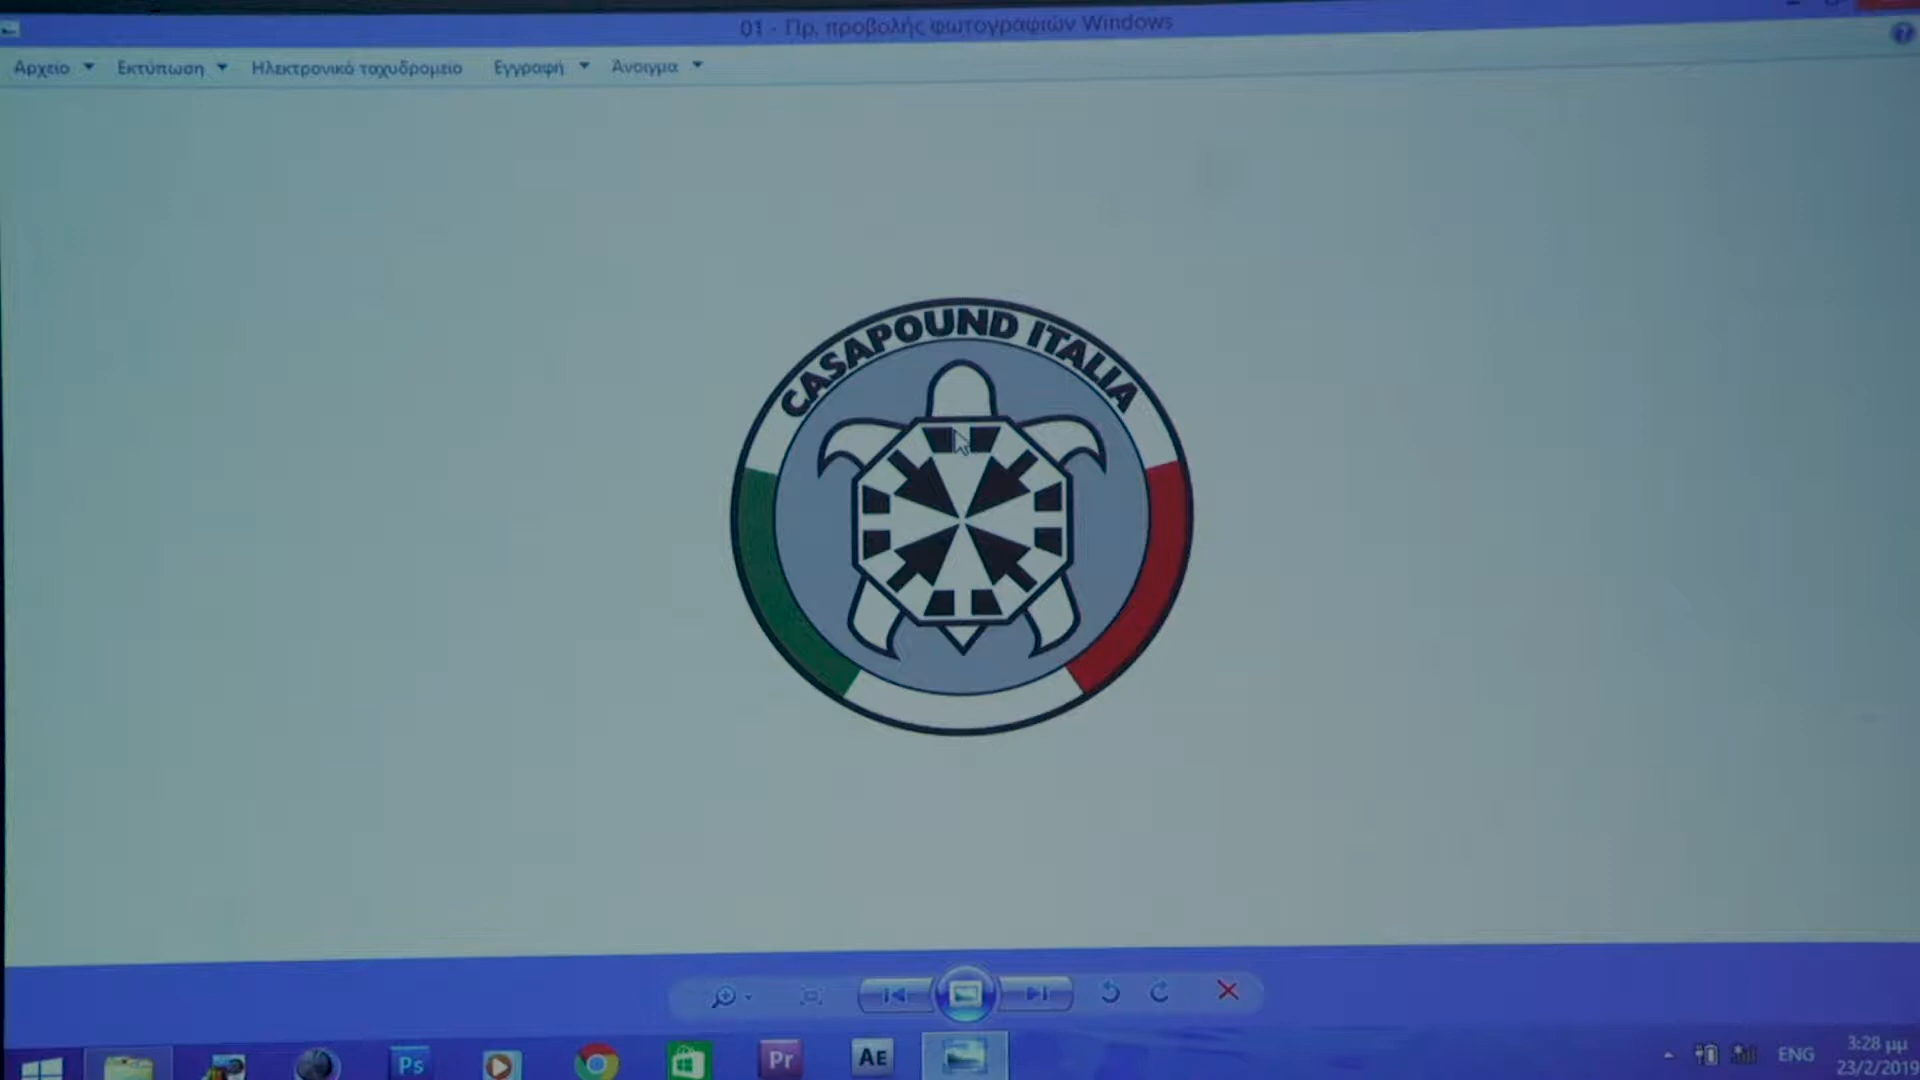 01 - Πρ. προβολής φωτογραφιών Windows
Αρχείο Εκτύπωση Ηλεκτρονικό ταχυδρομείο Εγγραφή Άνοιγμα
CASAPOUND ITALIA
Ps Pr AE ENG 3:28 μμ
23/2/2019